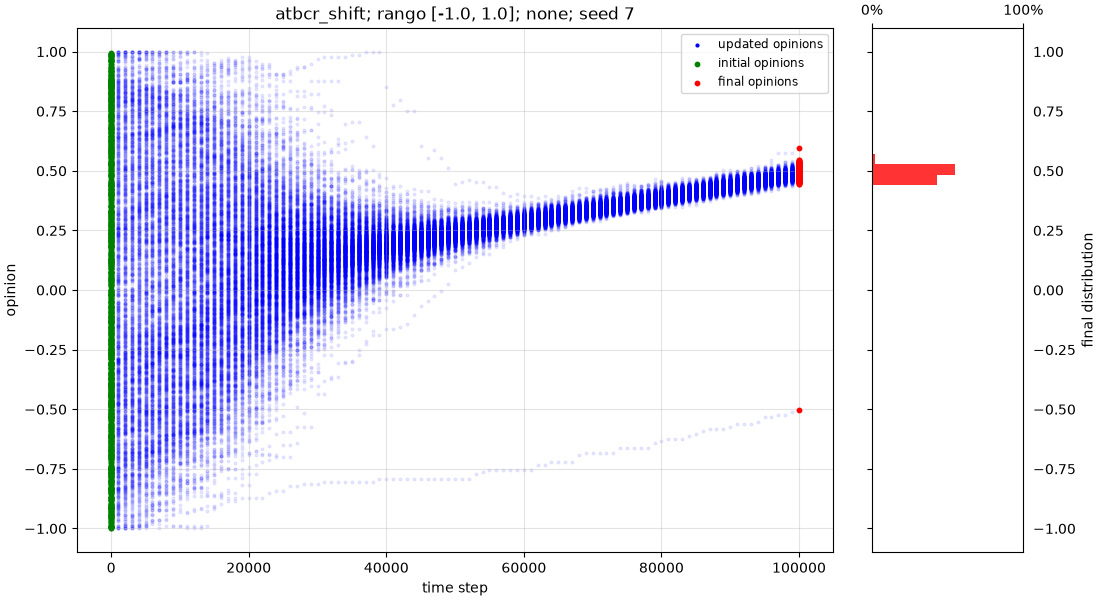 atbcr_shift; rango [-1.0, 1.0]; none; seed 7
0% 100%
updated opinions
initial opinions
final opinions
opinion
1.00
0.75
0.50
0.25
0.00
−0.25
−0.50
−0.75
−1.00
0 20000 40000 60000 80000 100000
time step
1.00
0.75
0.50
0.25
0.00
−0.25
−0.50
−0.75
−1.00
final distribution